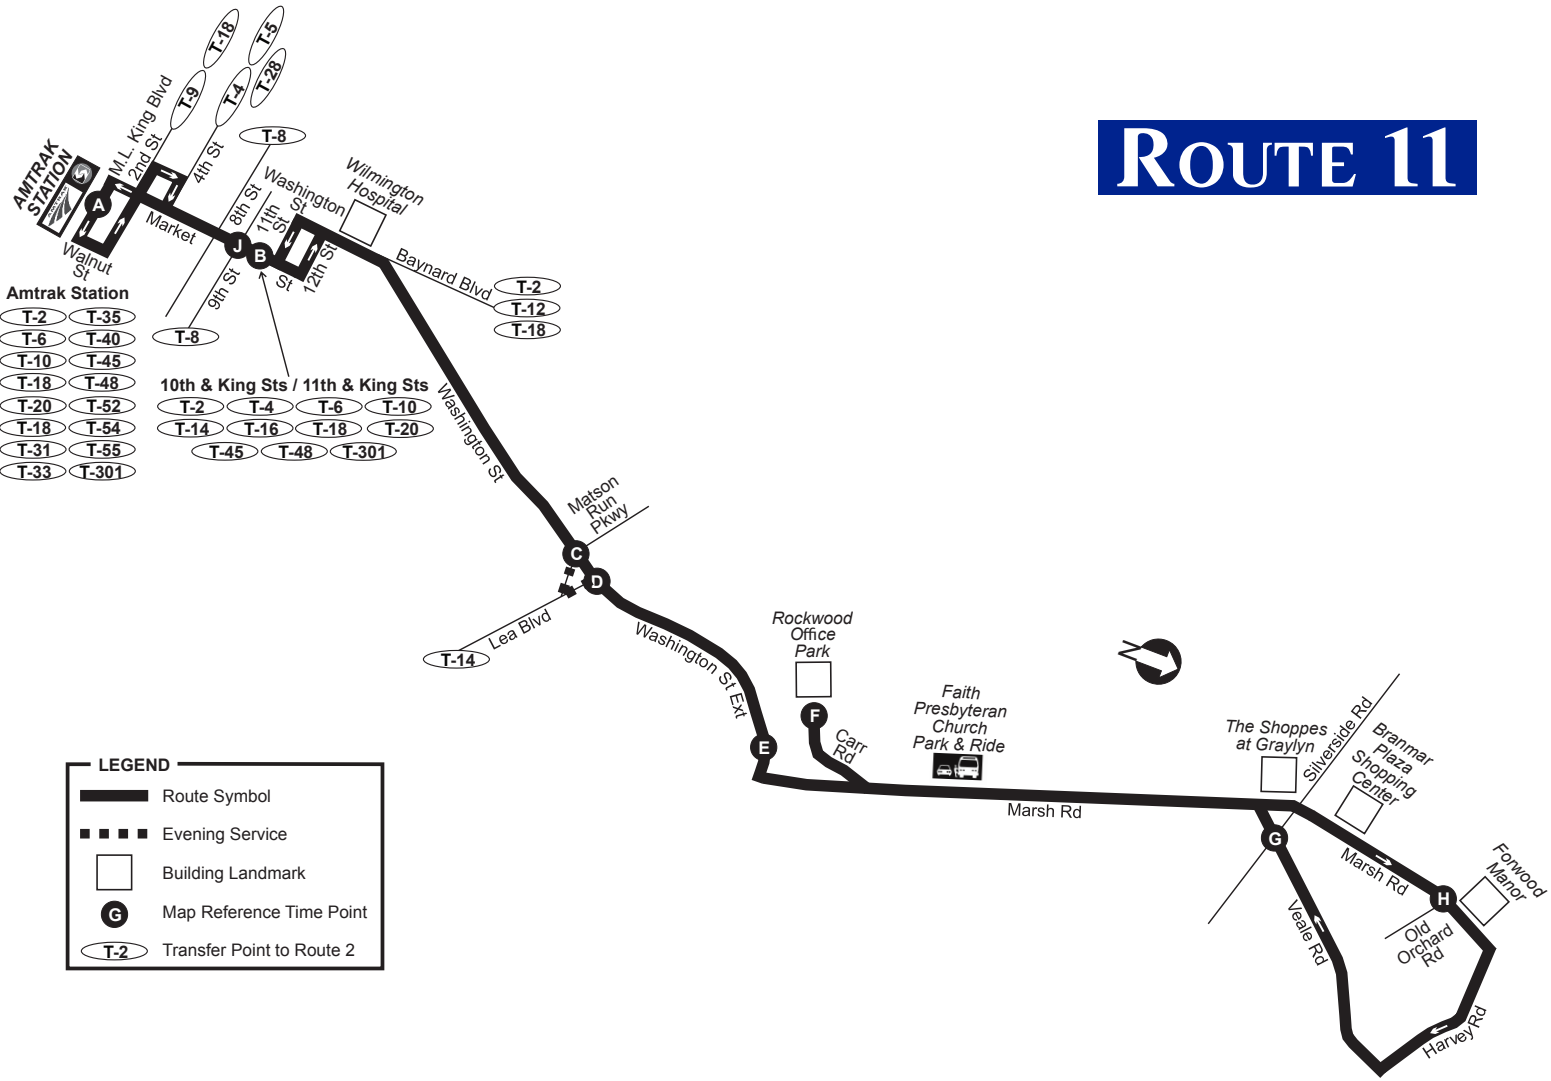 ROUTE 11
T-18
T-5
T-9
T-4
T-28
M.L. King Blvd
2nd St
4th St
AMTRAK
STATION
A
Walnut
St
Market
T-8
8th St
11th
St
Washington
St
Wilmington
Hospital
J
B
9th St
St
12th St
T-8
Baynard Blvd
T-2
T-12
T-18
Amtrak Station
T-2 T-35
T-6 T-40
T-10 T-45
T-18 T-48
T-20 T-52
T-18 T-54
T-31 T-55
T-33 T-301
10th & King Sts / 11th & King Sts
T-2 T-4 T-6 T-10
T-14 T-16 T-18 T-20
T-45 T-48 T-301
Washington St
Matson
Run
Pkwy
C
D
Lea Blvd
T-14
Washington St Ext
E
Rockwood
Office
Park
F
Carr
Rd
Faith
Presbyteran
Church
Park & Ride
Marsh Rd
N
The Shoppes
at Graylyn
Silverside Rd
Branmar
Plaza
Shopping
Center
G
Marsh Rd
H
Forwood
Manor
Old
Orchard
Rd
Veale Rd
Harvey Rd
LEGEND
Route Symbol
Evening Service
Building Landmark
G Map Reference Time Point
T-2 Transfer Point to Route 2